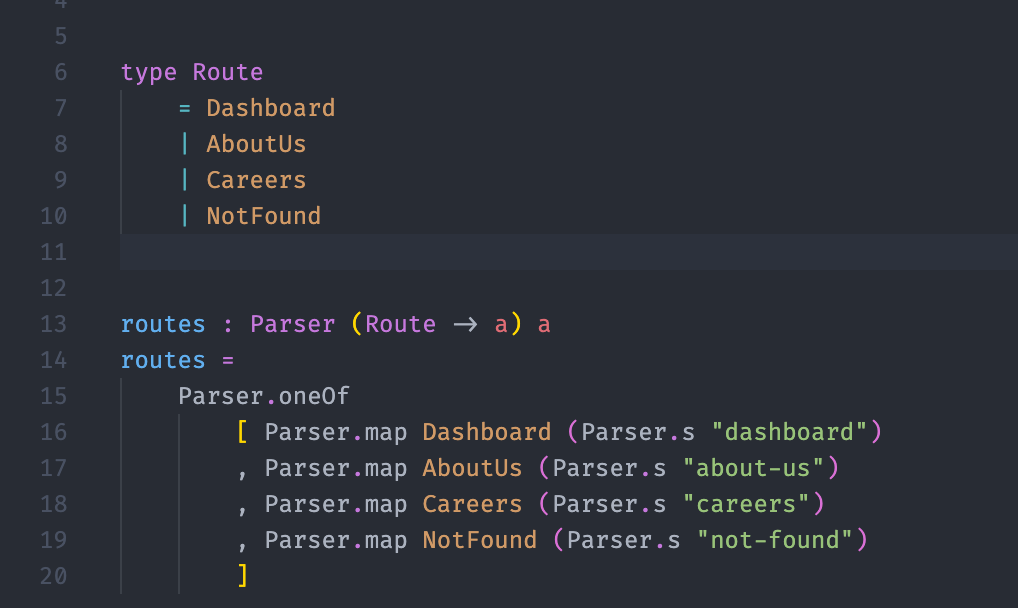 4
5
6 type Route
7     = Dashboard
8     | AboutUs
9     | Careers
10     | NotFound
11
12
13 routes : Parser (Route -> a) a
14 routes =
15     Parser.oneOf
16         [ Parser.map Dashboard (Parser.s "dashboard")
17         , Parser.map AboutUs (Parser.s "about-us")
18         , Parser.map Careers (Parser.s "careers")
19         , Parser.map NotFound (Parser.s "not-found")
20         ]